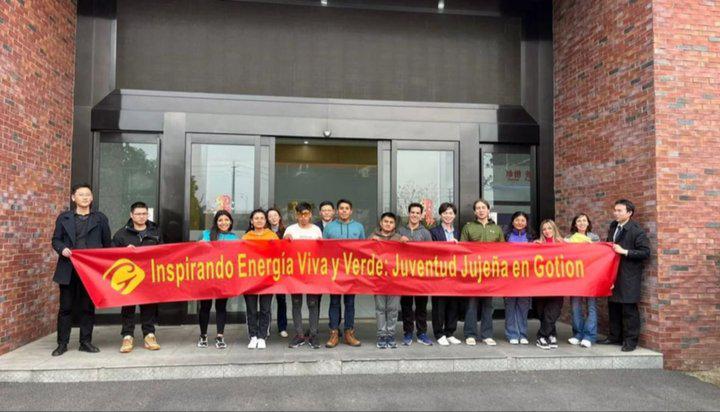 Inspirando Energía Viva y Verde: Juventud Jujeña en Gotion